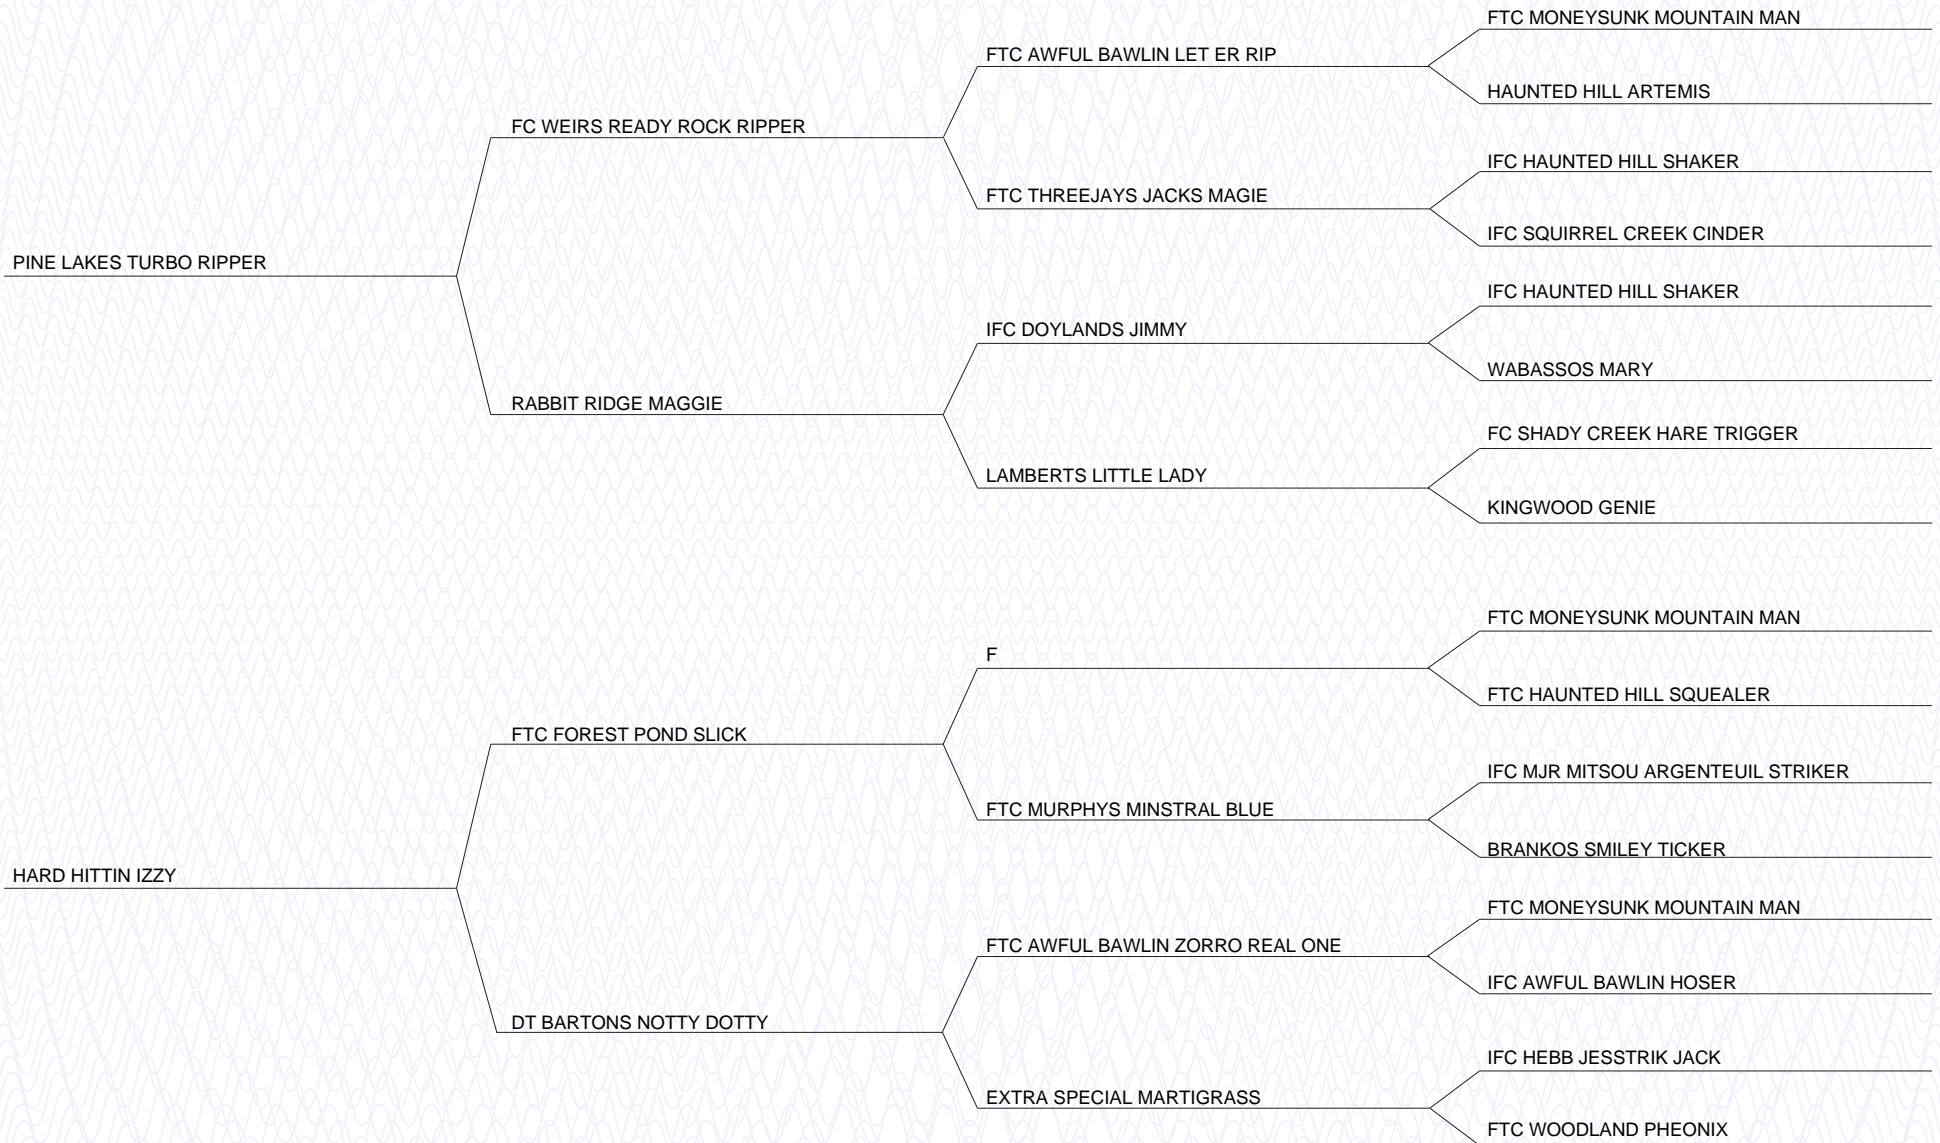 FTC MONEYSUNK MOUNTAIN MAN
FTC AWFUL BAWLIN LET ER RIP
HAUNTED HILL ARTEMIS
FC WEIRS READY ROCK RIPPER
IFC HAUNTED HILL SHAKER
FTC THREEJAYS JACKS MAGIE
IFC SQUIRREL CREEK CINDER
PINE LAKES TURBO RIPPER
IFC HAUNTED HILL SHAKER
IFC DOYLANDS JIMMY
WABASSOS MARY
RABBIT RIDGE MAGGIE
FC SHADY CREEK HARE TRIGGER
LAMBERTS LITTLE LADY
KINGWOOD GENIE
FTC MONEYSUNK MOUNTAIN MAN
F
FTC HAUNTED HILL SQUEALER
FTC FOREST POND SLICK
IFC MJR MITSOU ARGENTEUIL STRIKER
FTC MURPHYS MINSTRAL BLUE
BRANKOS SMILEY TICKER
HARD HITTIN IZZY
FTC MONEYSUNK MOUNTAIN MAN
FTC AWFUL BAWLIN ZORRO REAL ONE
IFC AWFUL BAWLIN HOSER
DT BARTONS NOTTY DOTTY
IFC HEBB JESSTRIK JACK
EXTRA SPECIAL MARTIGRASS
FTC WOODLAND PHEONIX